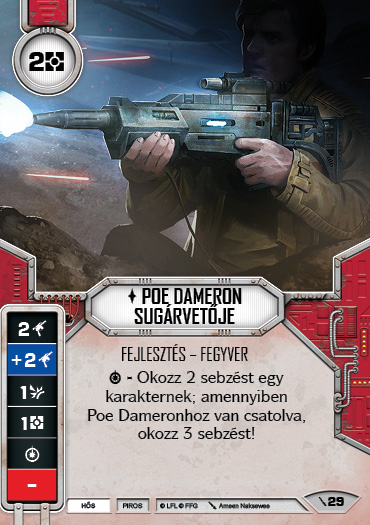 2
POE DAMERON
SUGÁRVETŐJE
FEJLESZTÉS – FEGYVER
- Okozz 2 sebzést egy
karakternek; amennyiben
Poe Dameronhoz van csatolva,
okozz 3 sebzést!
2
+2
1
1
–
HŐS
PIROS
© LFL © FFG
Ameen Naksewee
29